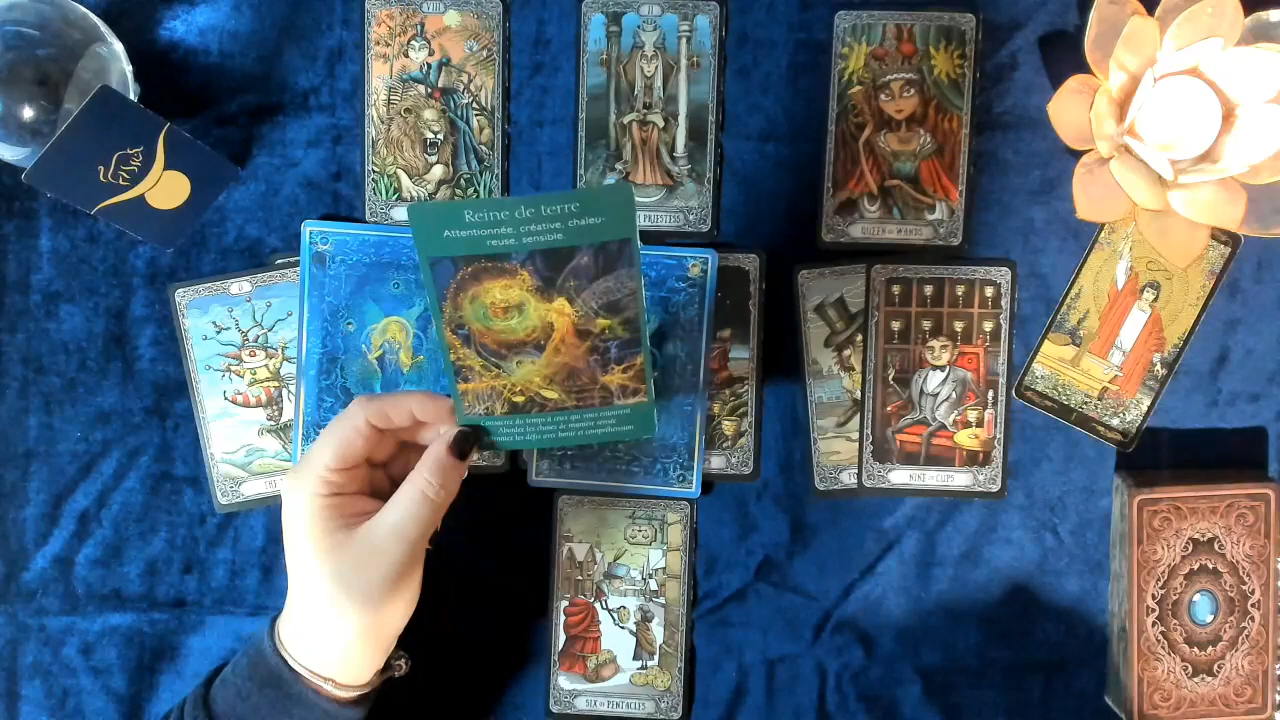 VIII
II
PRIESTESS
QUEEN OF WANDS
Reine de terre
Attentionnée, créative, chaleu-
reuse, sensible.
Consacrez du temps à ceux qui vous entourent
Abordez les choses de manière sensée
les défis avec bonté et compréhension
0
THE
NINE OF CUPS
SIX OF PENTACLES